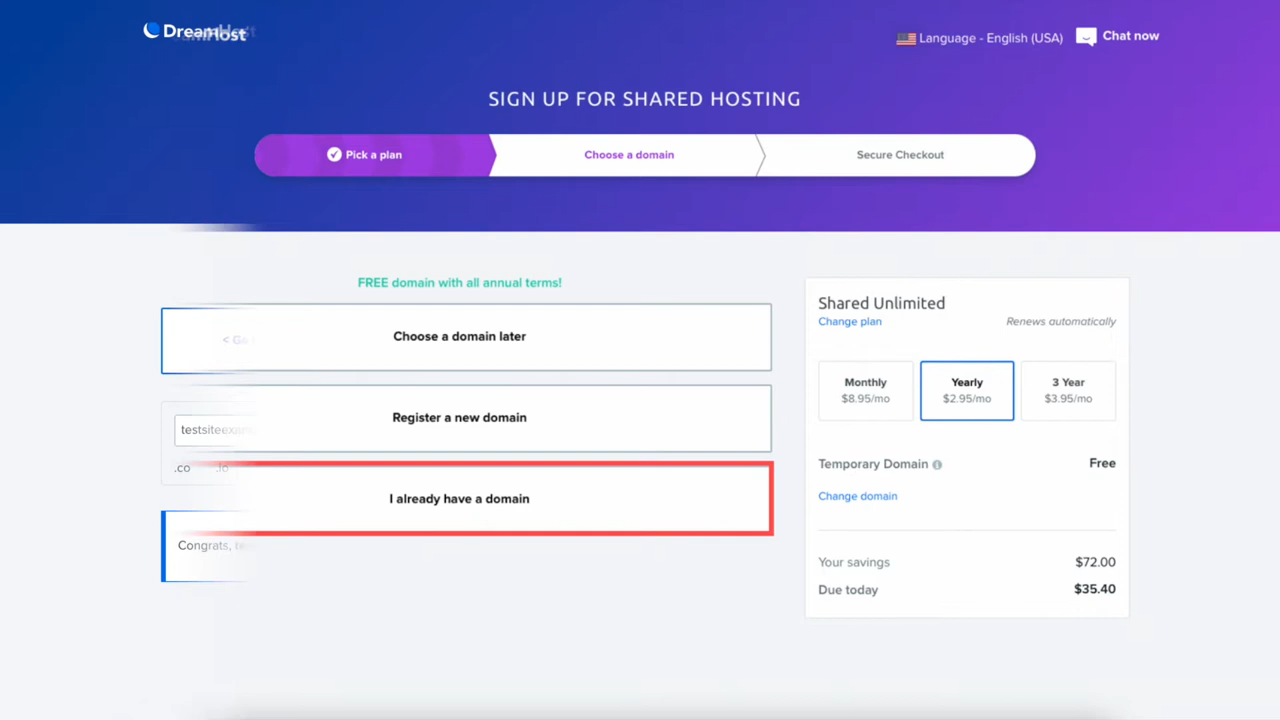 DreamHost
Language - English (USA)
Chat now
SIGN UP FOR SHARED HOSTING
Pick a plan
Choose a domain
Secure Checkout
FREE domain with all annual terms!
Choose a domain later
< Go
Register a new domain
.co
I already have a domain
Congrats,
Shared Unlimited
Change plan
Renews automatically
Monthly
$8.95/mo
Yearly
$2.95/mo
3 Year
$3.95/mo
Temporary Domain
Free
Change domain
Your savings
$72.00
Due today
$35.40